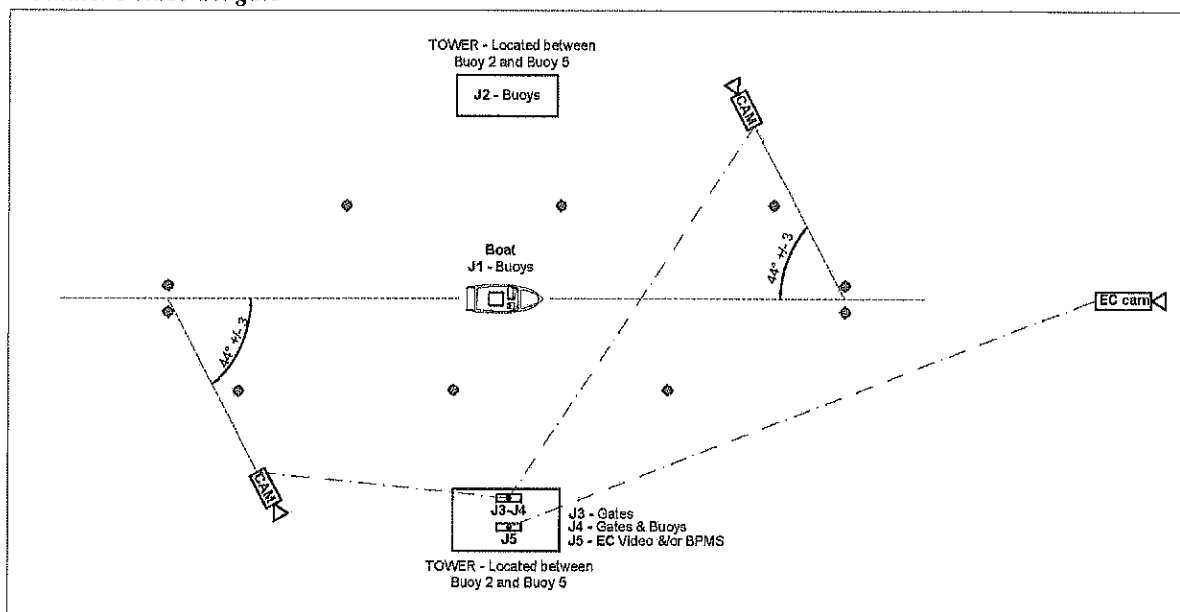 TOWER - Located between
Buoy 2 and Buoy 5
J2 - Buoys
CAM
Boat
J1 - Buoys
44° +/- 3
EC cam
44° +/- 3
CAM
J3-J4
J5
J3 - Gates
J4 - Gates & Buoys
J5 - EC Video &/or BPMS
TOWER - Located between
Buoy 2 and Buoy 5